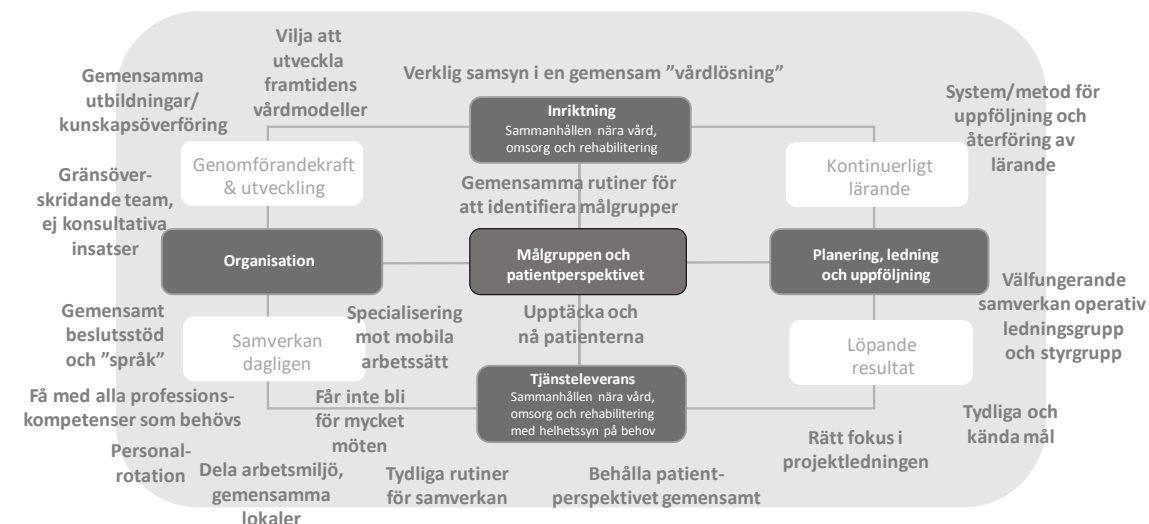 Vilja att
utveckla
framtidens
vårdmodeller
Gemensamma
utbildningar/
kunskapsöverföring
Verklig samsyn i en gemensam ”vårdlösning”
System/metod för
uppföljning och
återföring av
lärande
Inriktning
Sammanhållen nära vård,
omsorg och rehabilitering
Genomförandekraft
& utveckling
Kontinuerligt
lärande
Gränsöver-
skridande team,
ej konsultativa
insatser
Gemensamma rutiner för
att identifiera målgrupper
Organisation
Målgruppen och
patientperspektivet
Planering, ledning
och uppföljning
Välfungerande
samverkan operativ
ledningsgrupp
och styrgrupp
Gemensamt
beslutsstöd
och ”språk”
Samverkan
dagligen
Specialisering
mot mobila
arbetssätt
Upptäcka och
nå patienterna
Löpande
resultat
Tjänsteleverans
Sammanhållen nära vård,
omsorg och rehabilitering
med helhetssyn på behov
Få med alla professions-
kompetenser som behövs
Får inte bli
för mycket
möten
Tydliga och
kända mål
Rätt fokus i
projektledningen
Personal-
rotation
Dela arbetsmiljö,
gemensamma
lokaler
Tydliga rutiner
för samverkan
Behålla patient-
perspektivet gemensamt